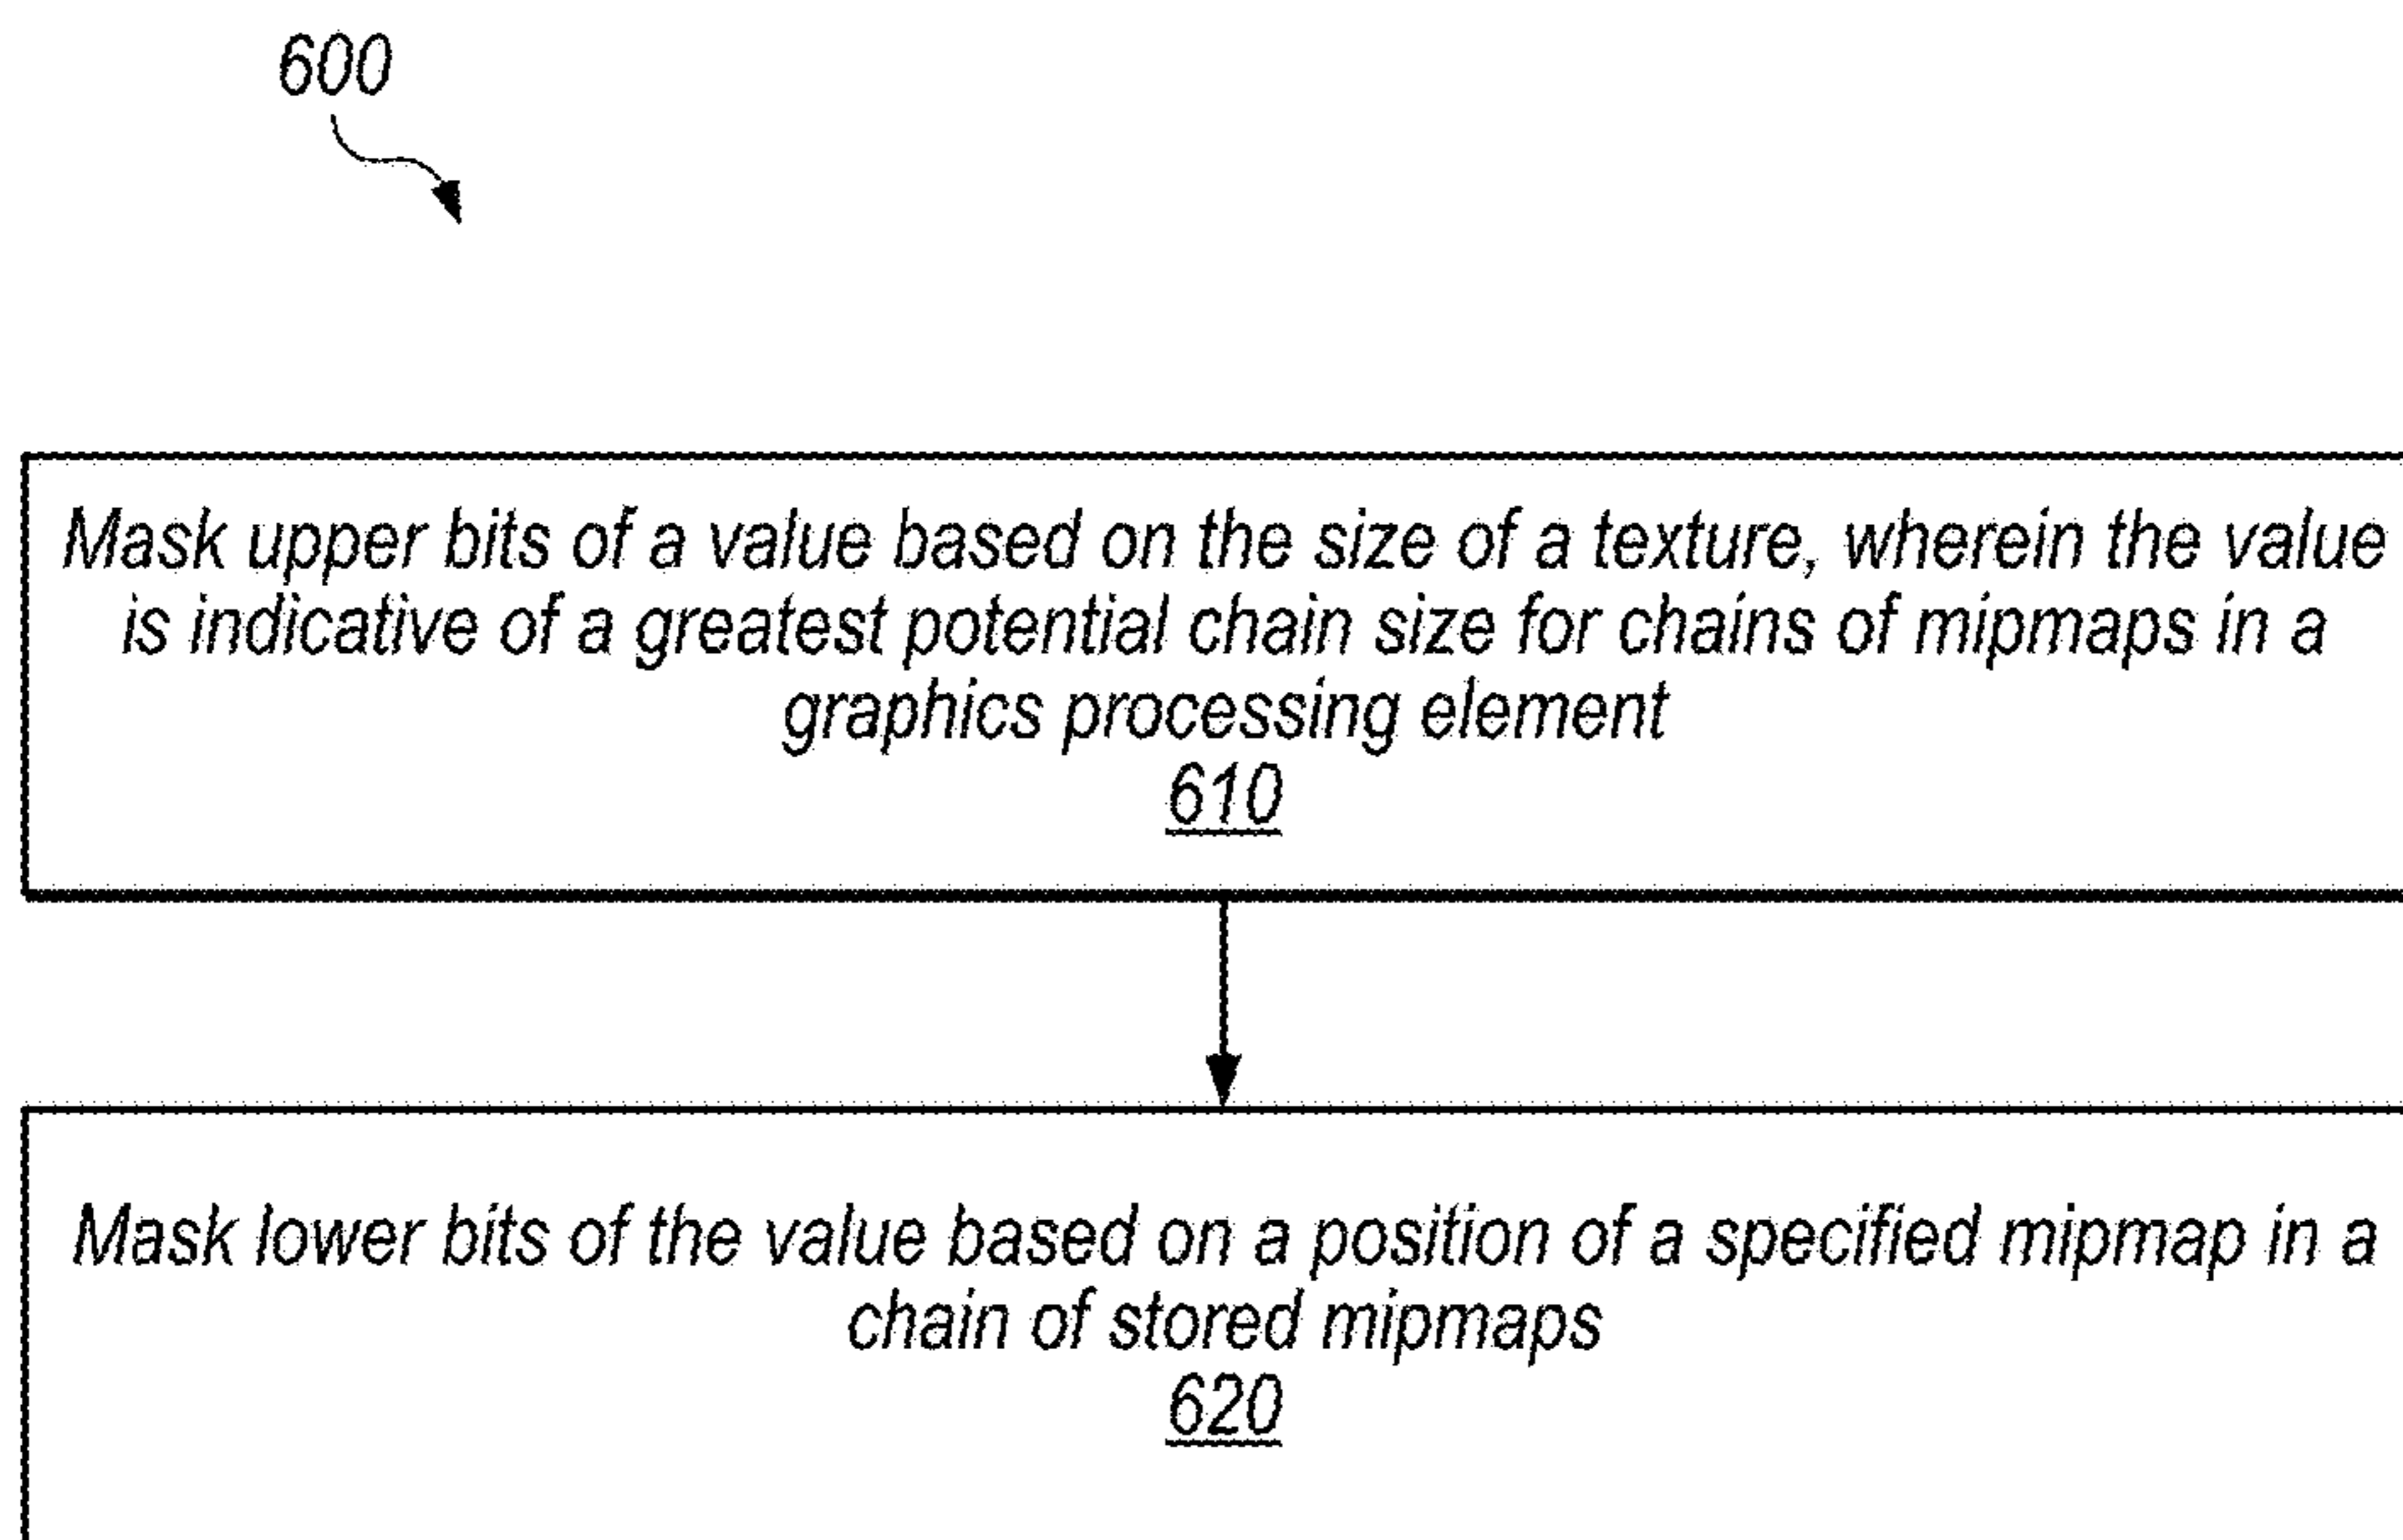 600
Mask upper bits of a value based on the size of a texture, wherein the value
is indicative of a greatest potential chain size for chains of mipmaps in a
graphics processing element
610
Mask lower bits of the value based on a position of a specified mipmap in a
chain of stored mipmaps
620